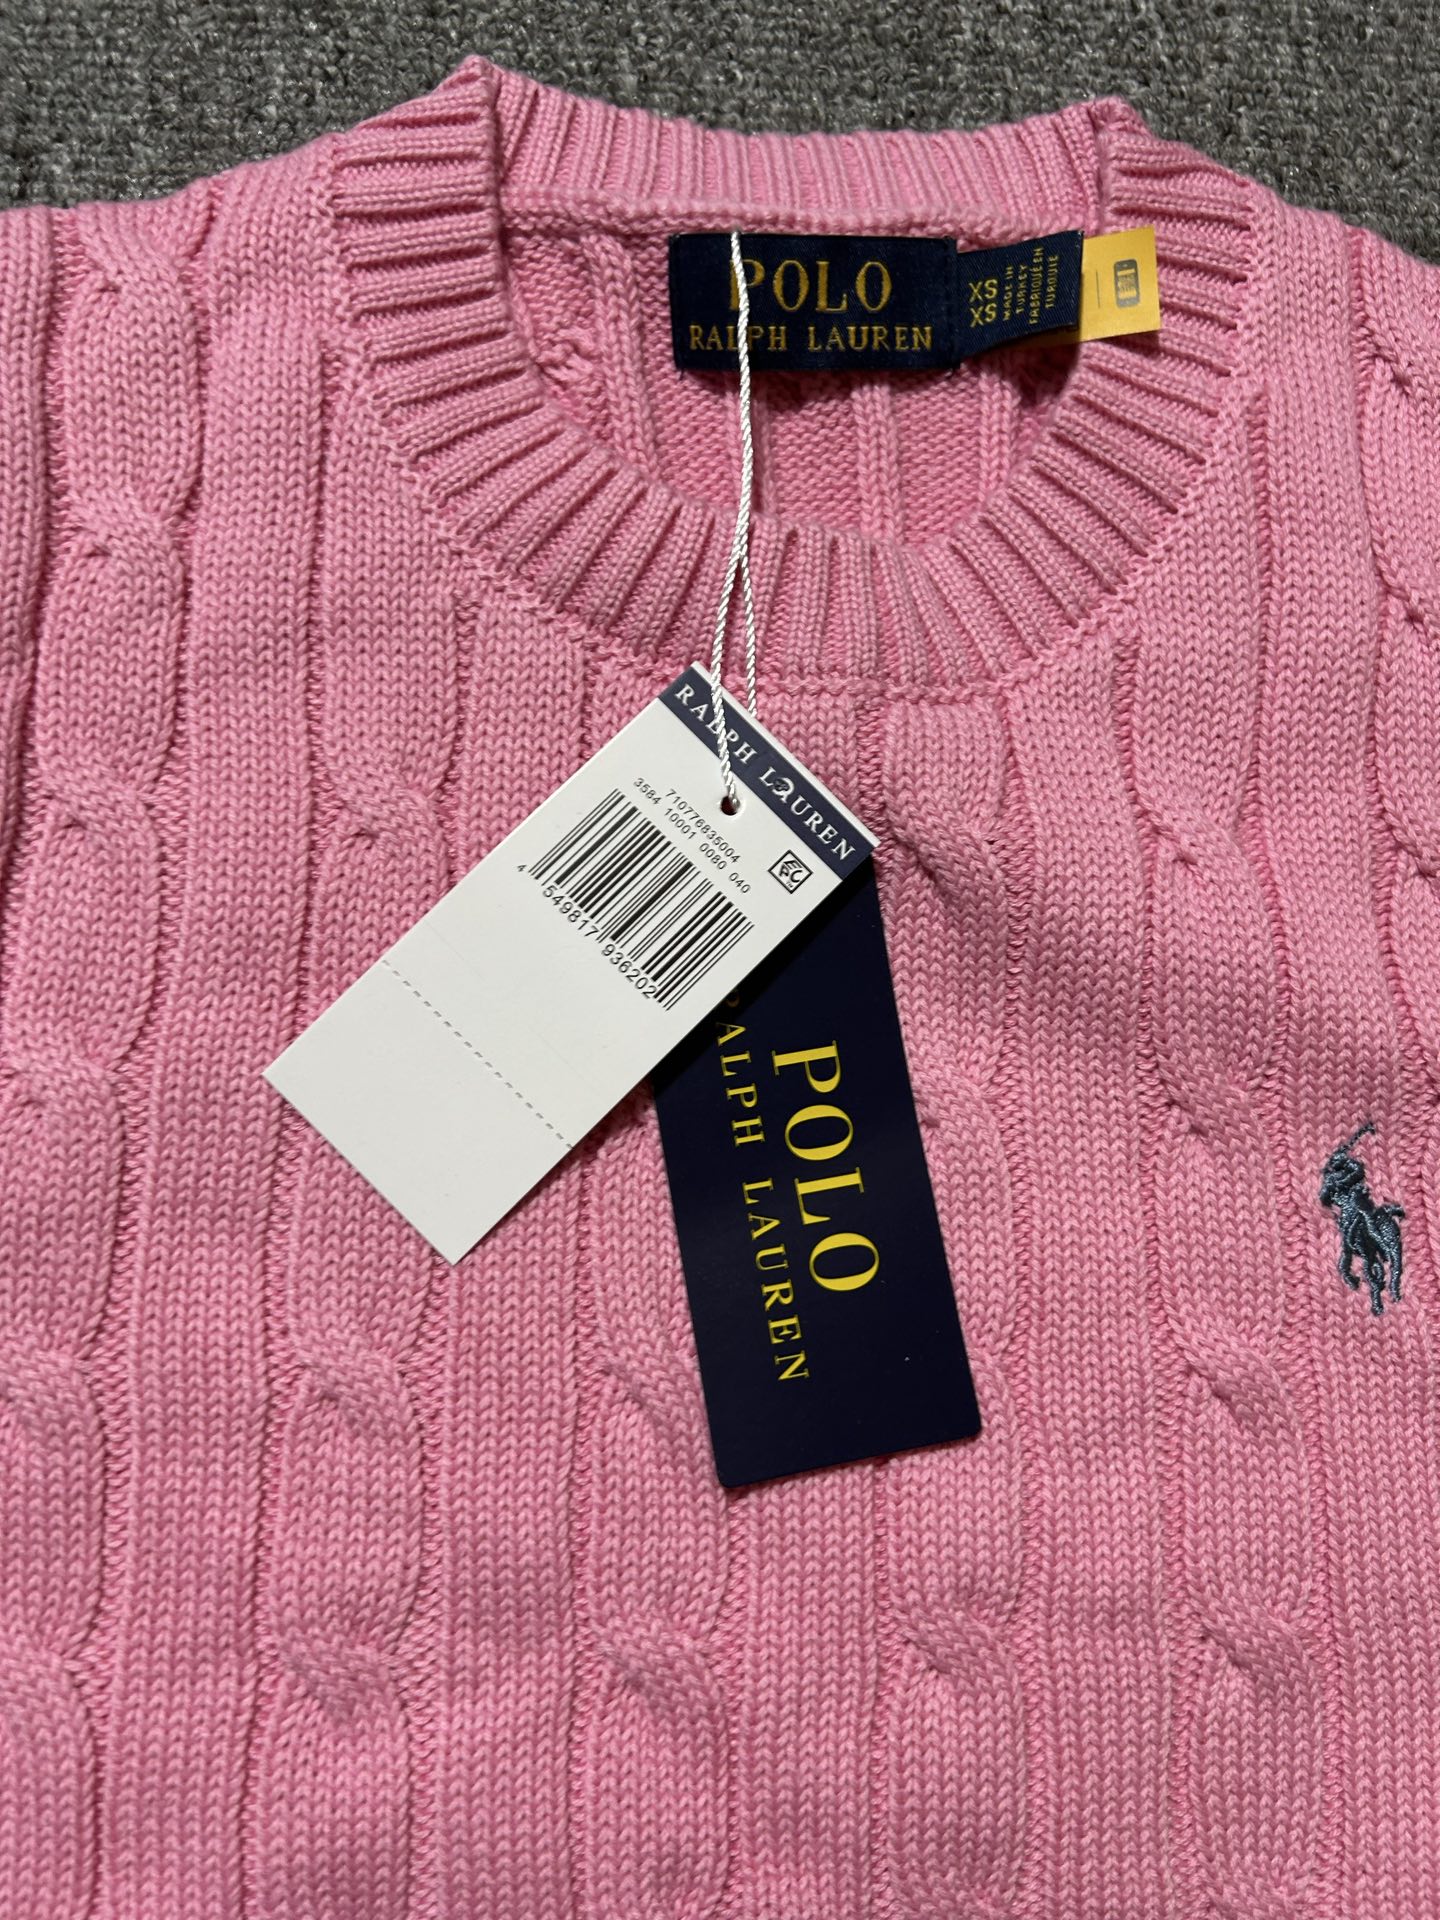 POLO
RALPH LAUREN
XS
XS
MADE IN
TURKEY
FABRIQUÉ EN
TURQUIE
RALPH LAUREN
710776835004
3584 10001 0080 040
4 549817 936202
EPC
POLO
RALPH LAUREN